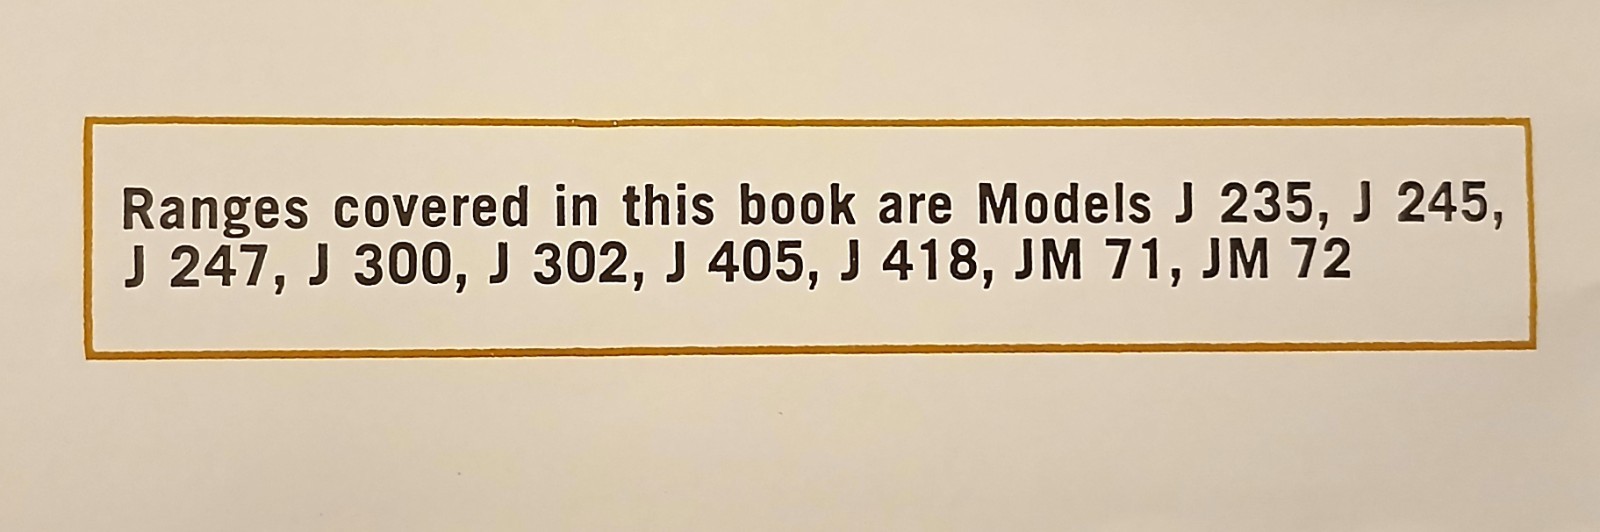 Ranges covered in this book are Models J 235, J 245,
J 247, J 300, J 302, J 405, J 418, JM 71, JM 72